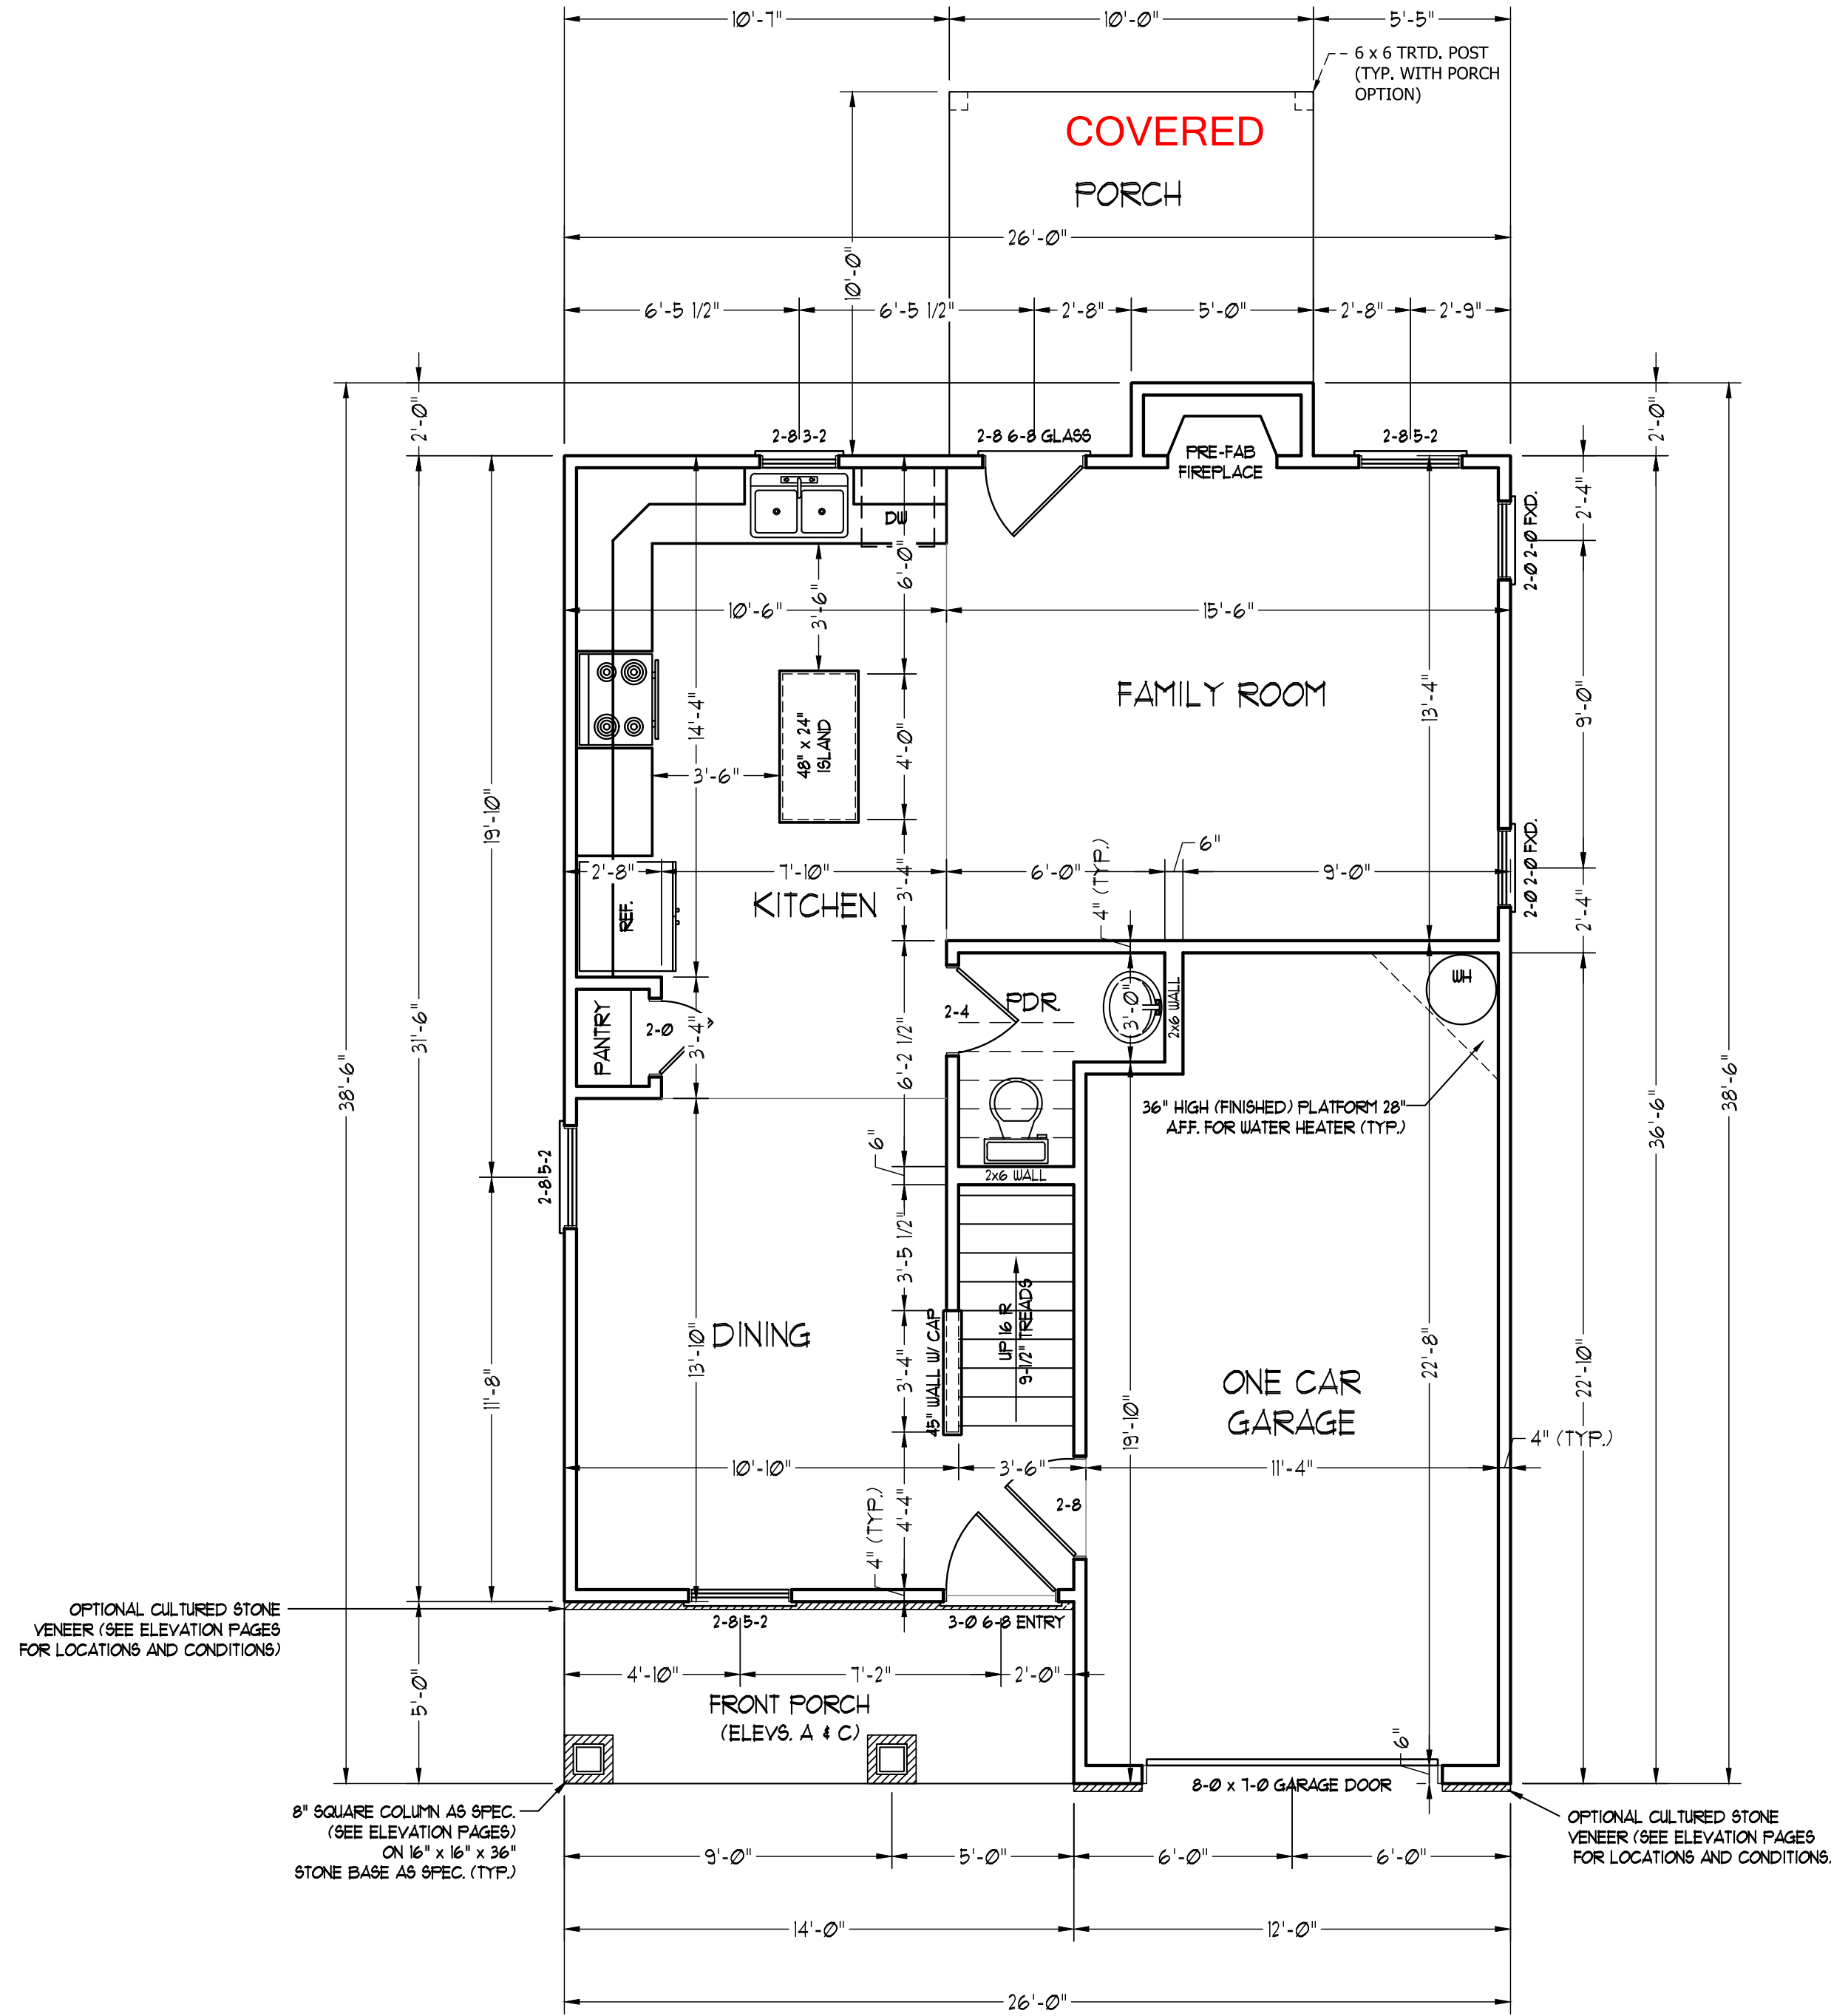 10'-7"
10'-0"
5'-5"
6 x 6 TRTD. POST
(TYP. WITH PORCH
OPTION)
COVERED
PORCH
26'-0"
10'-0"
6'-5 1/2"
6'-5 1/2"
2'-8"
5'-0"
2'-8"
2'-9"
2'-0"
2'-0"
2-8 3-2
2-8 6-8 GLASS
2-8 5-2
PRE-FAB
FIREPLACE
DW
2'-4"
2-0 2-0 FXD.
6'-0"
3'-6"
10'-6"
15'-6"
FAMILY ROOM
14'-4"
13'-4"
9'-0"
48" x 24"
ISLAND
4'-0"
3'-6"
19'-10"
2'-8"
7'-10"
3'-4"
6'-0"
4" (TYP.)
6"
9'-0"
2-0 2-0 FXD.
2'-4"
KITCHEN
REF.
WH
PDR.
2-4
3'-0"
2x6 WALL
PANTRY
2-0
3'-4"
31'-6"
38'-6"
6'-2 1/2"
36" HIGH (FINISHED) PLATFORM 28"
A.F.F. FOR WATER HEATER (TYP.)
36'-6"
38'-6"
6"
2x6 WALL
2-8 5-2
3'-5 1/2"
UP 16 R
9-1/2" TREADS
DINING
13'-10"
3'-4"
45" WALL W/ CAP
22'-8"
22'-10"
ONE CAR
GARAGE
11'-8"
19'-10"
4" (TYP.)
10'-10"
3'-6"
11'-4"
2-8
4'-4"
4" (TYP.)
OPTIONAL CULTURED STONE
VENEER (SEE ELEVATION PAGES
FOR LOCATIONS AND CONDITIONS)
2-8 5-2
3-0 6-8 ENTRY
4'-10"
7'-2"
2'-0"
5'-0"
FRONT PORCH
(ELEVS. A & C)
6"
8-0 x 7-0 GARAGE DOOR
8" SQUARE COLUMN AS SPEC.
(SEE ELEVATION PAGES)
ON 16" x 16" x 36"
STONE BASE AS SPEC. (TYP.)
OPTIONAL CULTURED STONE
VENEER (SEE ELEVATION PAGES
FOR LOCATIONS AND CONDITIONS.
9'-0"
5'-0"
6'-0"
6'-0"
14'-0"
12'-0"
26'-0"